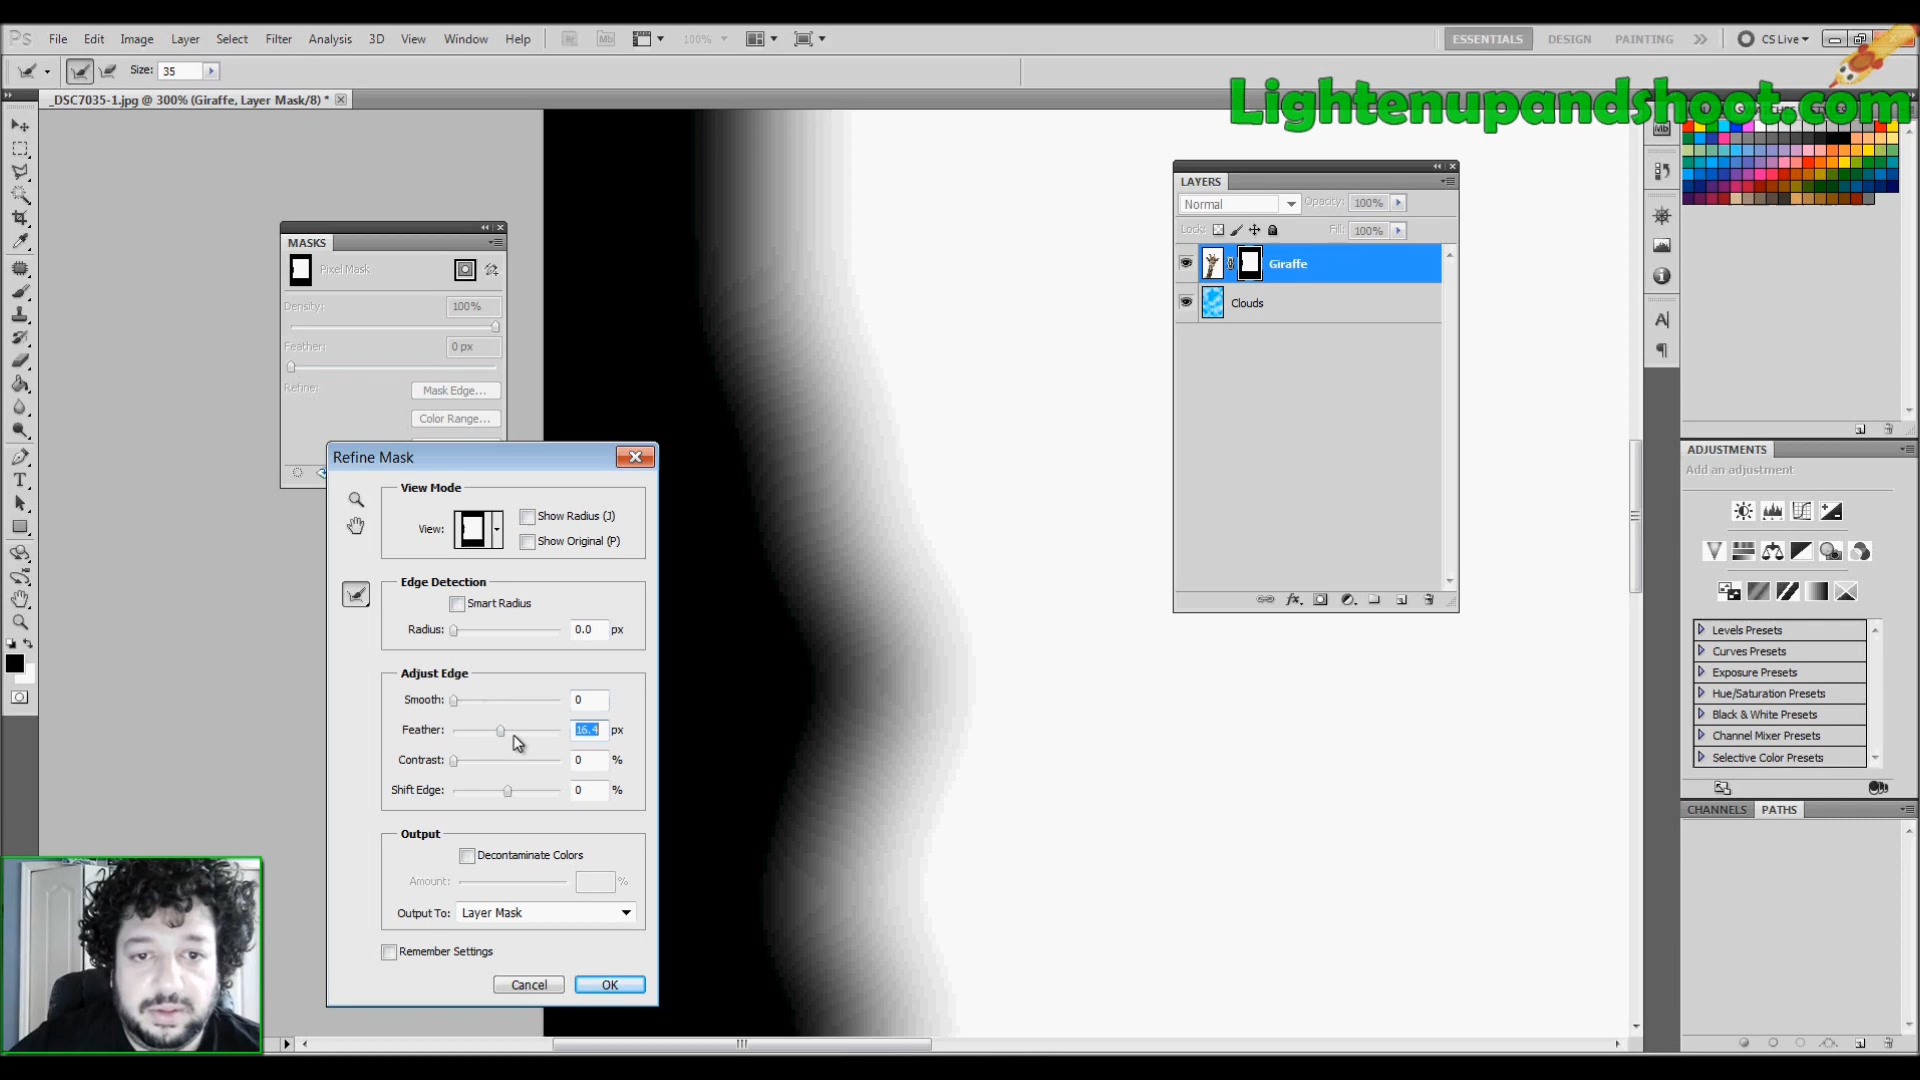 Ps File Edit Image Layer Select Filter Analysis 3D View Window Help Br Mb 100% ESSENTIALS DESIGN PAINTING CS Live
Size: 35
Lightenupandshoot.com
_DSC7035-1.jpg @ 300% (Giraffe, Layer Mask/8) *
Mb
LAYERS
Normal Opacity: 100%
Lock: Fill: 100%
Giraffe
Clouds
MASKS
Pixel Mask
Density: 100%
Feather: 0 px
Refine: Mask Edge...
Color Range...
Refine Mask
View Mode
View: Show Radius (J)
Show Original (P)
Edge Detection
Smart Radius
Radius: 0.0 px
Adjust Edge
Smooth: 0
Feather: 16.4 px
Contrast: 0 %
Shift Edge: 0 %
Output
Decontaminate Colors
Amount: %
Output To: Layer Mask
Remember Settings
Cancel OK
ADJUSTMENTS
Add an adjustment
Levels Presets
Curves Presets
Exposure Presets
Hue/Saturation Presets
Black & White Presets
Channel Mixer Presets
Selective Color Presets
CHANNELS PATHS